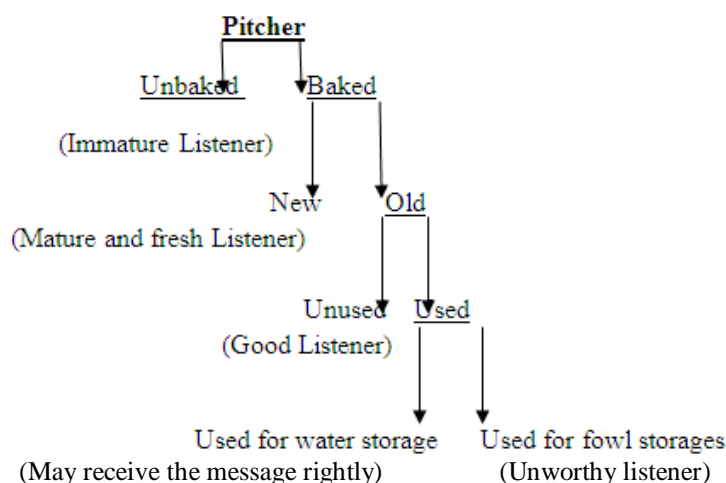 Pitcher
Unbaked Baked
(Immature Listener)
New Old
(Mature and fresh Listener)
Unused Used
(Good Listener)
Used for water storage Used for fowl storages
(May receive the message rightly) (Unworthy listener)